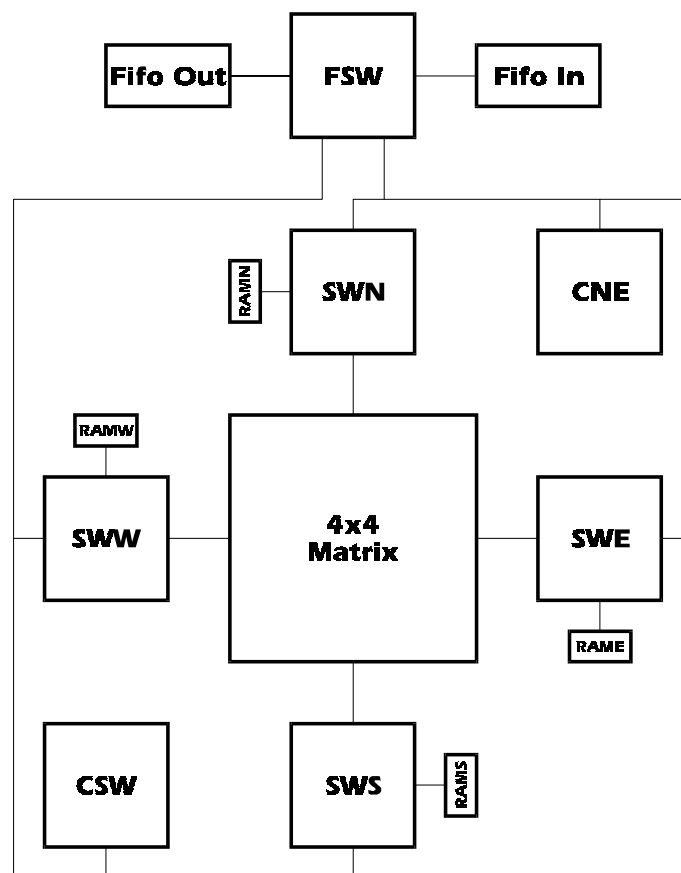 Fifo Out
FSW
Fifo In
RAMN
SWN
CNE
RAMW
SWW
4x4
Matrix
SWE
RAME
CSW
SWS
RAMS